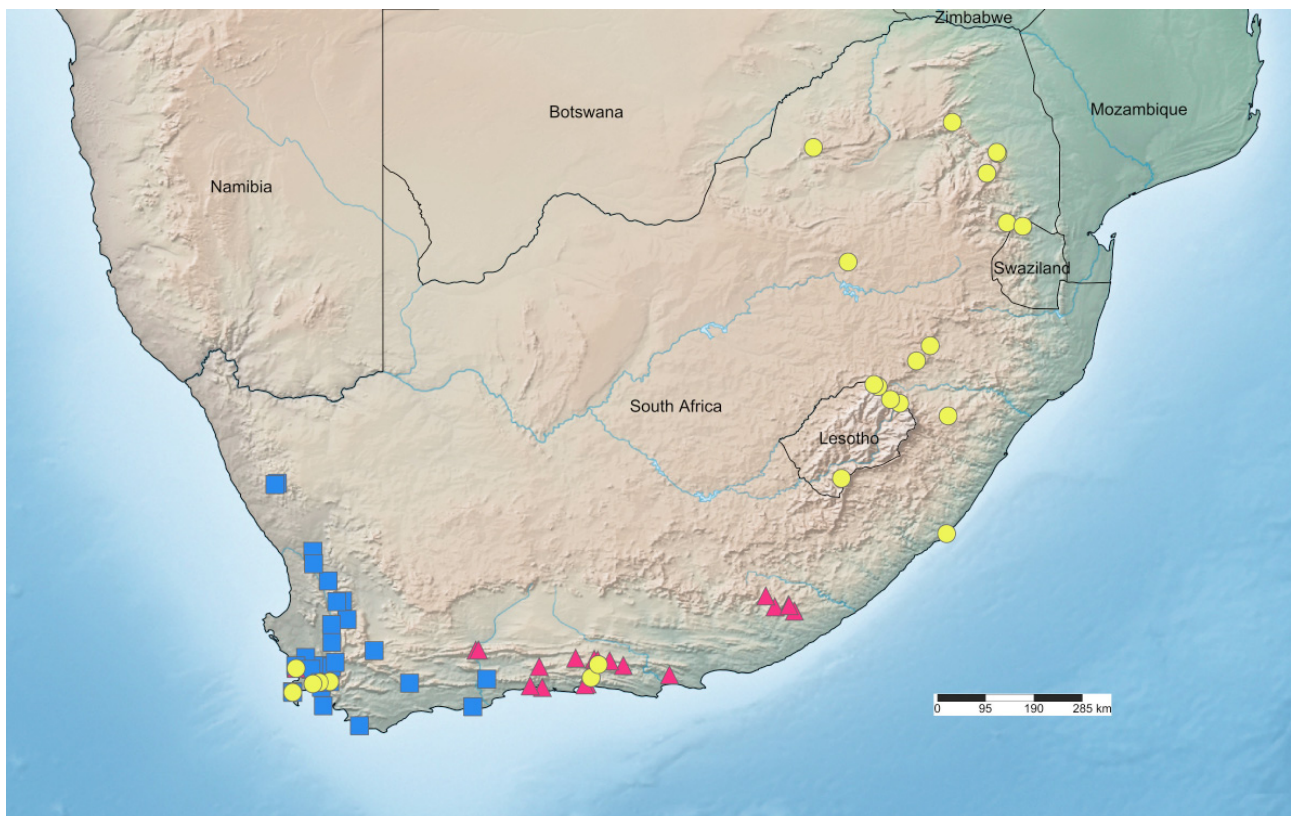 Zimbabwe
Botswana
Mozambique
Namibia
Swaziland
South Africa
Lesotho
0 95 190 285 km